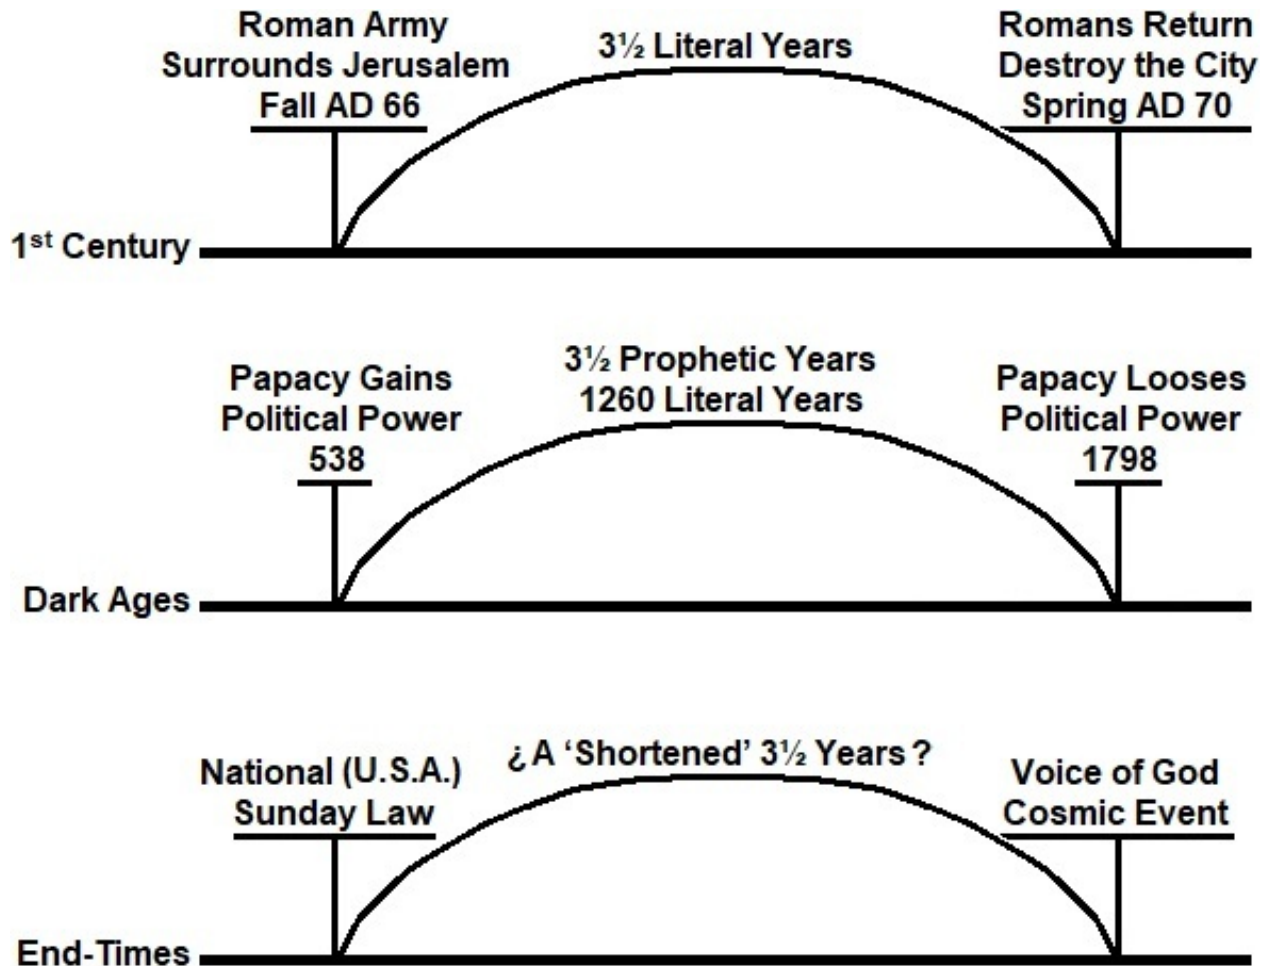 Roman Army
Surrounds Jerusalem
Fall AD 66
3½ Literal Years
Romans Return
Destroy the City
Spring AD 70
1st Century
Papacy Gains
Political Power
538
3½ Prophetic Years
1260 Literal Years
Papacy Looses
Political Power
1798
Dark Ages
National (U.S.A.)
Sunday Law
¿A ‘Shortened’ 3½ Years?
Voice of God
Cosmic Event
End-Times